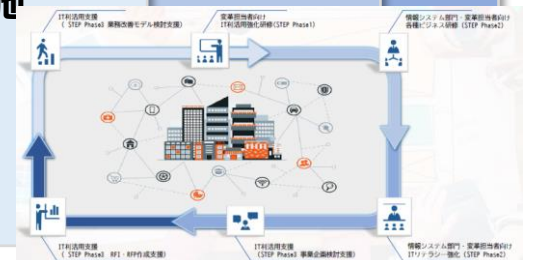 IT利活用支援
( STEP Phase3 業務改善モデル検討支援)
変革担当者向け
IT利活用強化研修(STEP Phase1)
情報システム部門・変革担当者向け
各種ビジネス研修 (STEP Phase2)
IT利活用支援
( STEP Phase3 RFI・RFP作成支援)
IT利活用支援
(STEP Phase3 事業企画検討支援)
情報システム部門・変革担当者向け
ITリテラシー強化 (STEP Phase2)